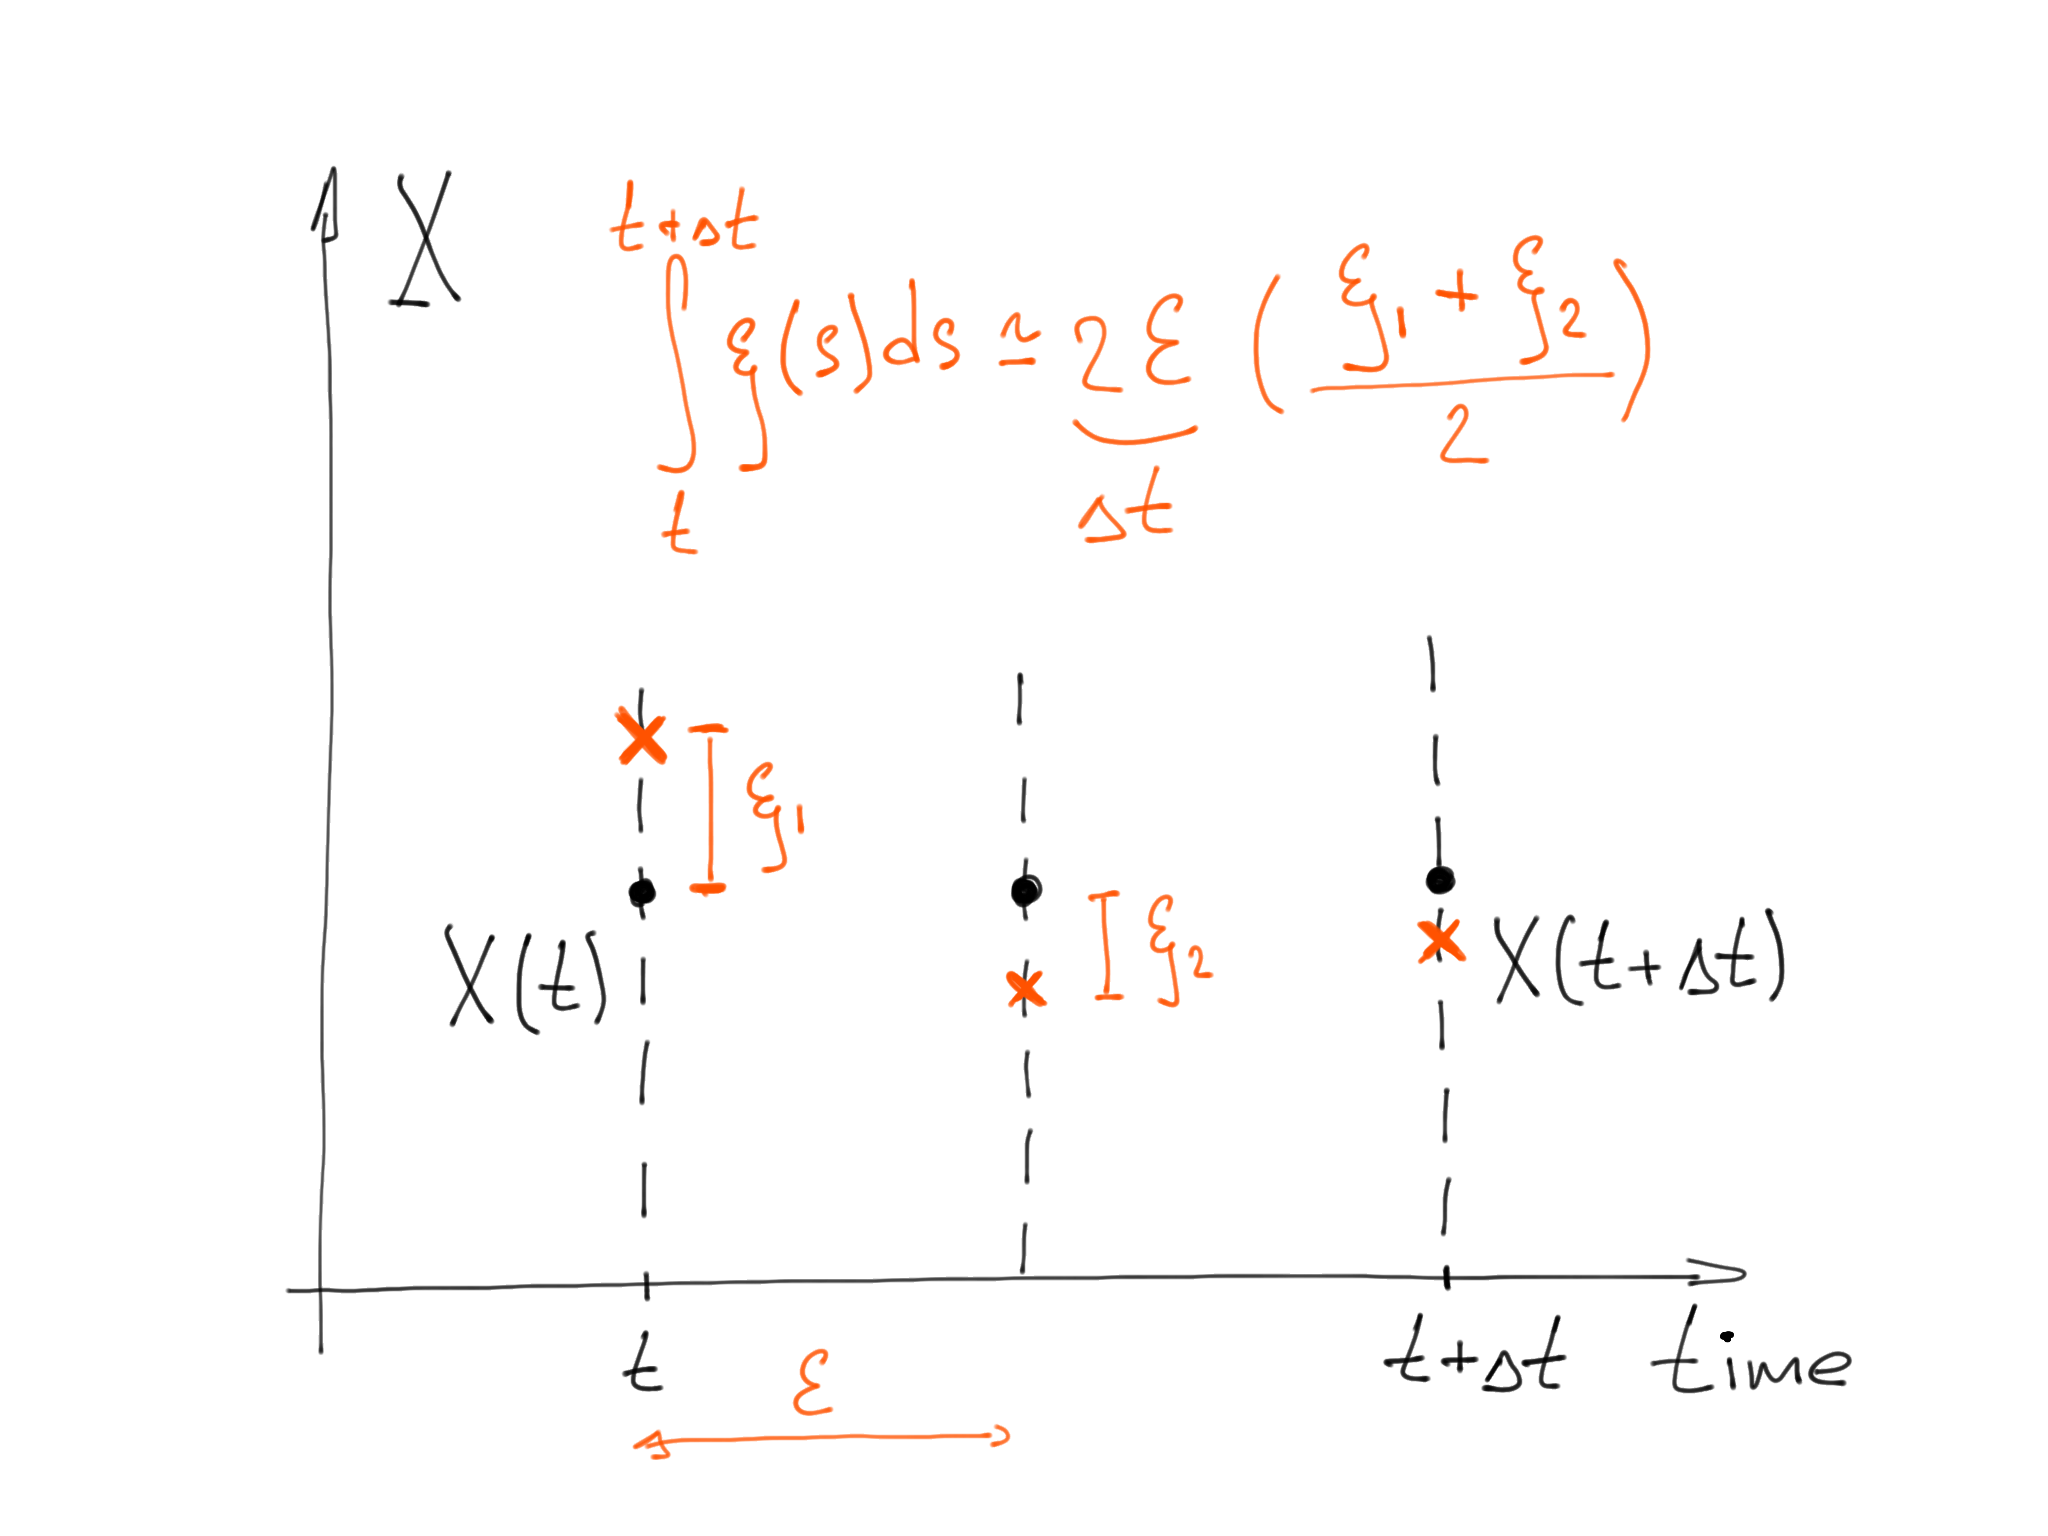 X
t+Δt
∫ ξ(s)ds ≃ 2ε (ξ₁ + ξ₂ / 2)
t
Δt
ξ₁
ξ₂
X(t)
X(t+Δt)
t
t+Δt
time
ε